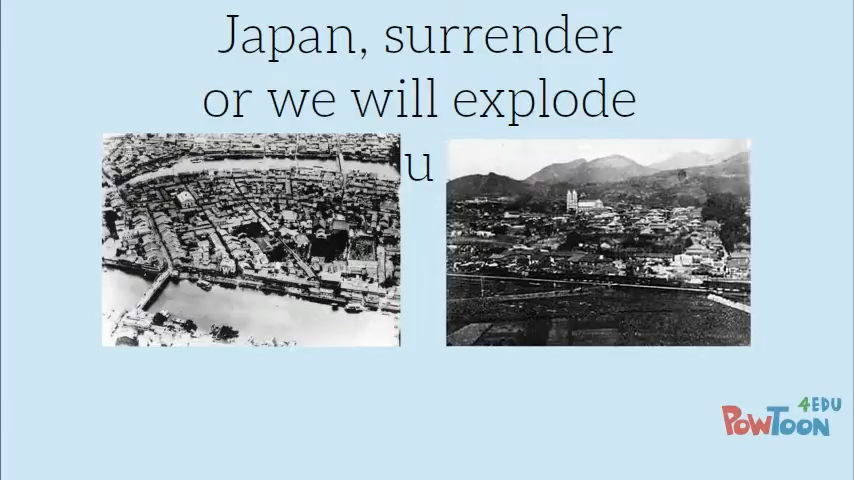 Japan, surrender
or we will explode
u
4EDU
PowToon